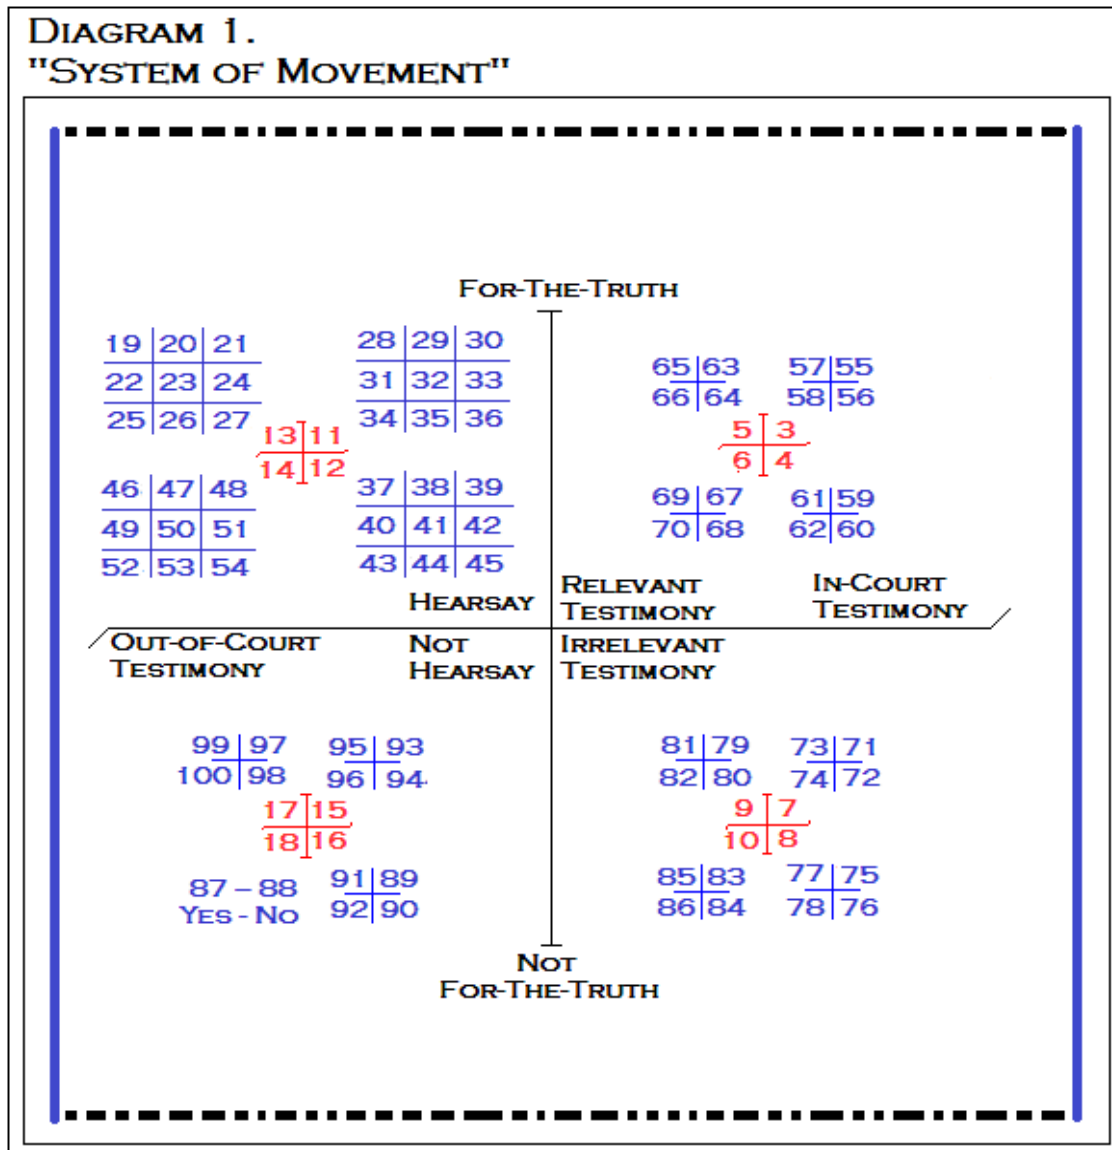 Diagram 1.
"System of Movement"
For-The-Truth
19 20 21
22 23 24
25 26 27
28 29 30
31 32 33
34 35 36
13 11
14 12
46 47 48
49 50 51
52 53 54
37 38 39
40 41 42
43 44 45
65 63
66 64
57 55
58 56
5 3
6 4
69 67
70 68
61 59
62 60
Hearsay
Relevant
Testimony
In-Court
Testimony
Out-of-Court
Testimony
Not
Hearsay
Irrelevant
Testimony
99 97
100 98
95 93
96 94
17 15
18 16
87 – 88
Yes - No
91 89
92 90
81 79
82 80
73 71
74 72
9 7
10 8
85 83
86 84
77 75
78 76
Not
For-The-Truth